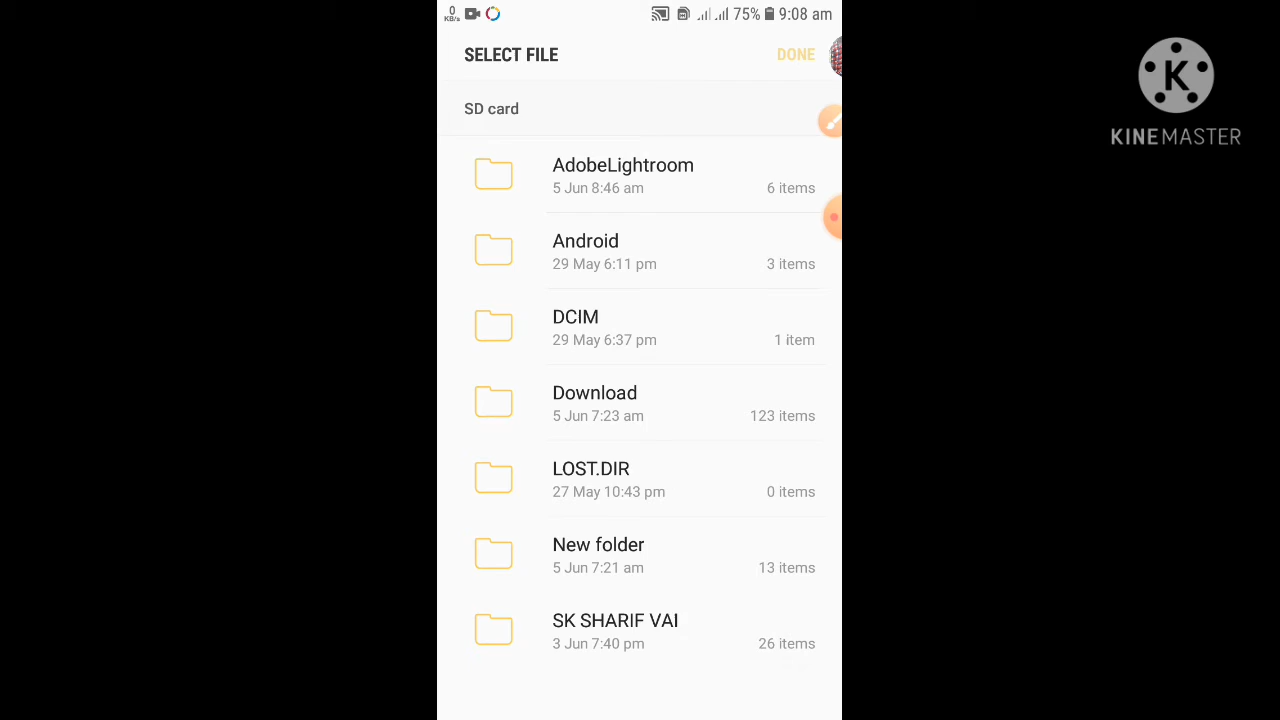 0
KB/s
75% 9:08 am
SELECT FILE
DONE
K
KINEMASTER
SD card
AdobeLightroom
5 Jun 8:46 am
6 items
Android
29 May 6:11 pm
3 items
DCIM
29 May 6:37 pm
1 item
Download
5 Jun 7:23 am
123 items
LOST.DIR
27 May 10:43 pm
0 items
New folder
5 Jun 7:21 am
13 items
SK SHARIF VAI
3 Jun 7:40 pm
26 items